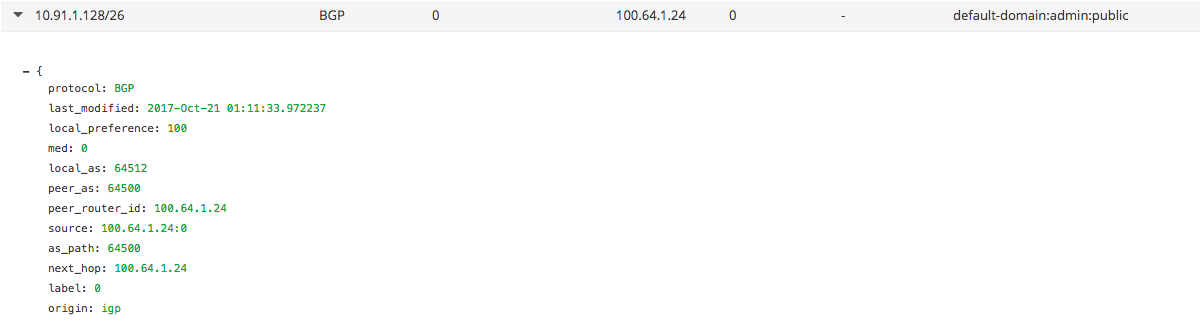 10.91.1.128/26 BGP 0 100.64.1.24 0 - default-domain:admin:public
– {
protocol: BGP
last_modified: 2017-Oct-21 01:11:33.972237
local_preference: 100
med: 0
local_as: 64512
peer_as: 64500
peer_router_id: 100.64.1.24
source: 100.64.1.24:0
as_path: 64500
next_hop: 100.64.1.24
label: 0
origin: igp